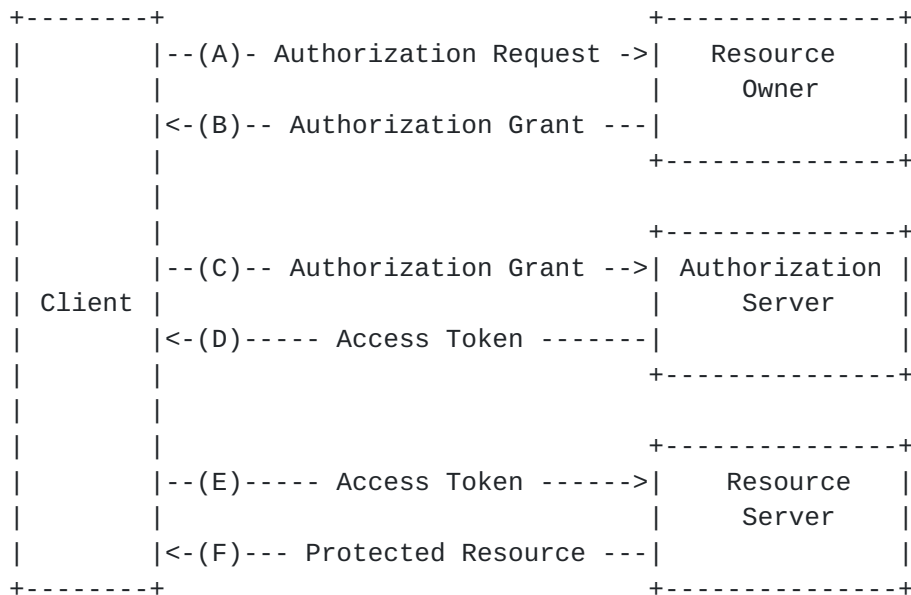 +--------+                               +---------------+
|        |--(A)- Authorization Request ->|   Resource    |
|        |                               |     Owner     |
|        |<-(B)-- Authorization Grant ---|               |
|        |                               +---------------+
|        |
|        |                               +---------------+
|        |--(C)-- Authorization Grant -->| Authorization |
| Client |                               |     Server    |
|        |<-(D)----- Access Token -------|               |
|        |                               +---------------+
|        |
|        |                               +---------------+
|        |--(E)----- Access Token ------>|    Resource   |
|        |                               |     Server    |
|        |<-(F)--- Protected Resource ---|               |
+--------+                               +---------------+